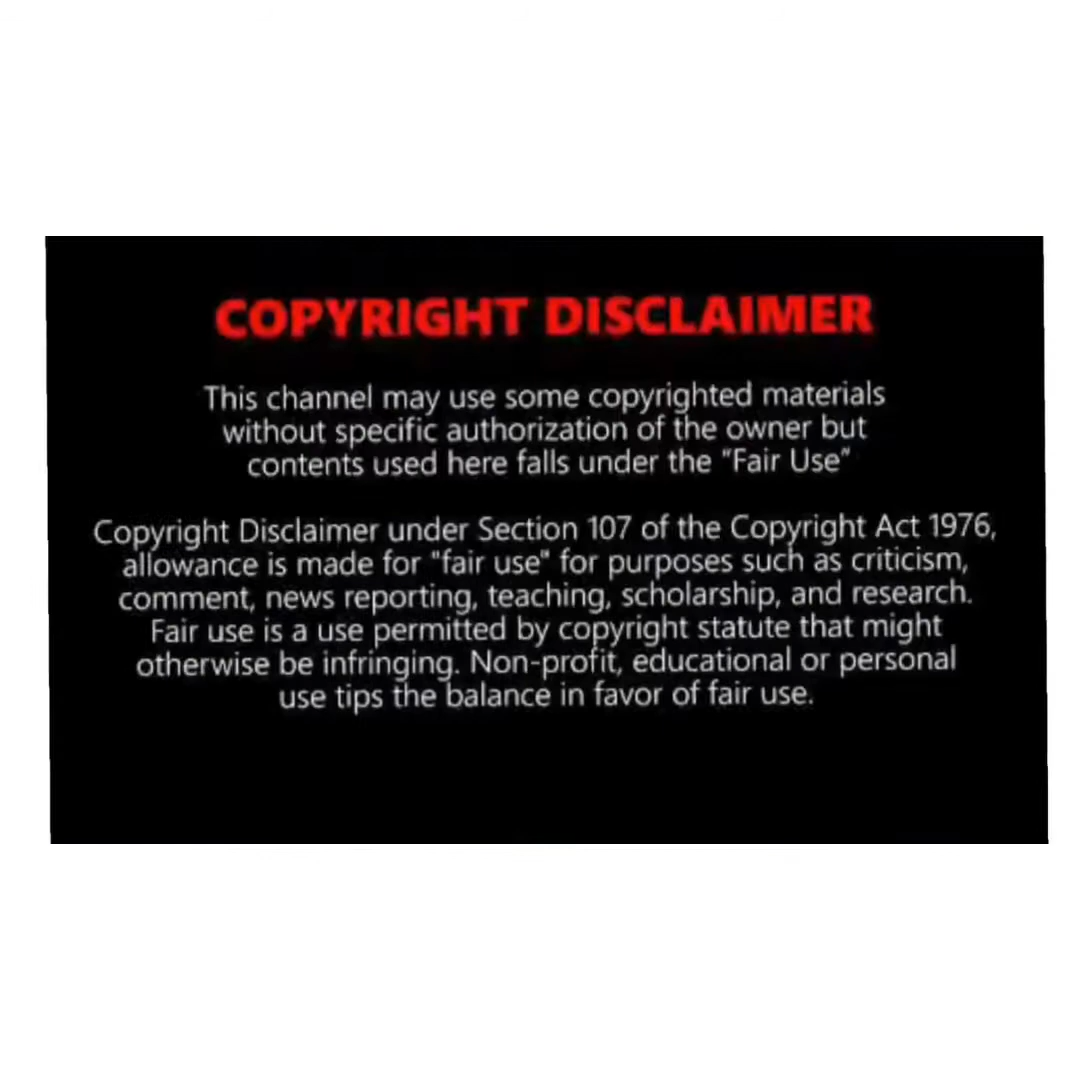 COPYRIGHT DISCLAIMER
This channel may use some copyrighted materials
without specific authorization of the owner but
contents used here falls under the "Fair Use"
Copyright Disclaimer under Section 107 of the Copyright Act 1976,
allowance is made for "fair use" for purposes such as criticism,
comment, news reporting, teaching, scholarship, and research.
Fair use is a use permitted by copyright statute that might
otherwise be infringing. Non-profit, educational or personal
use tips the balance in favor of fair use.